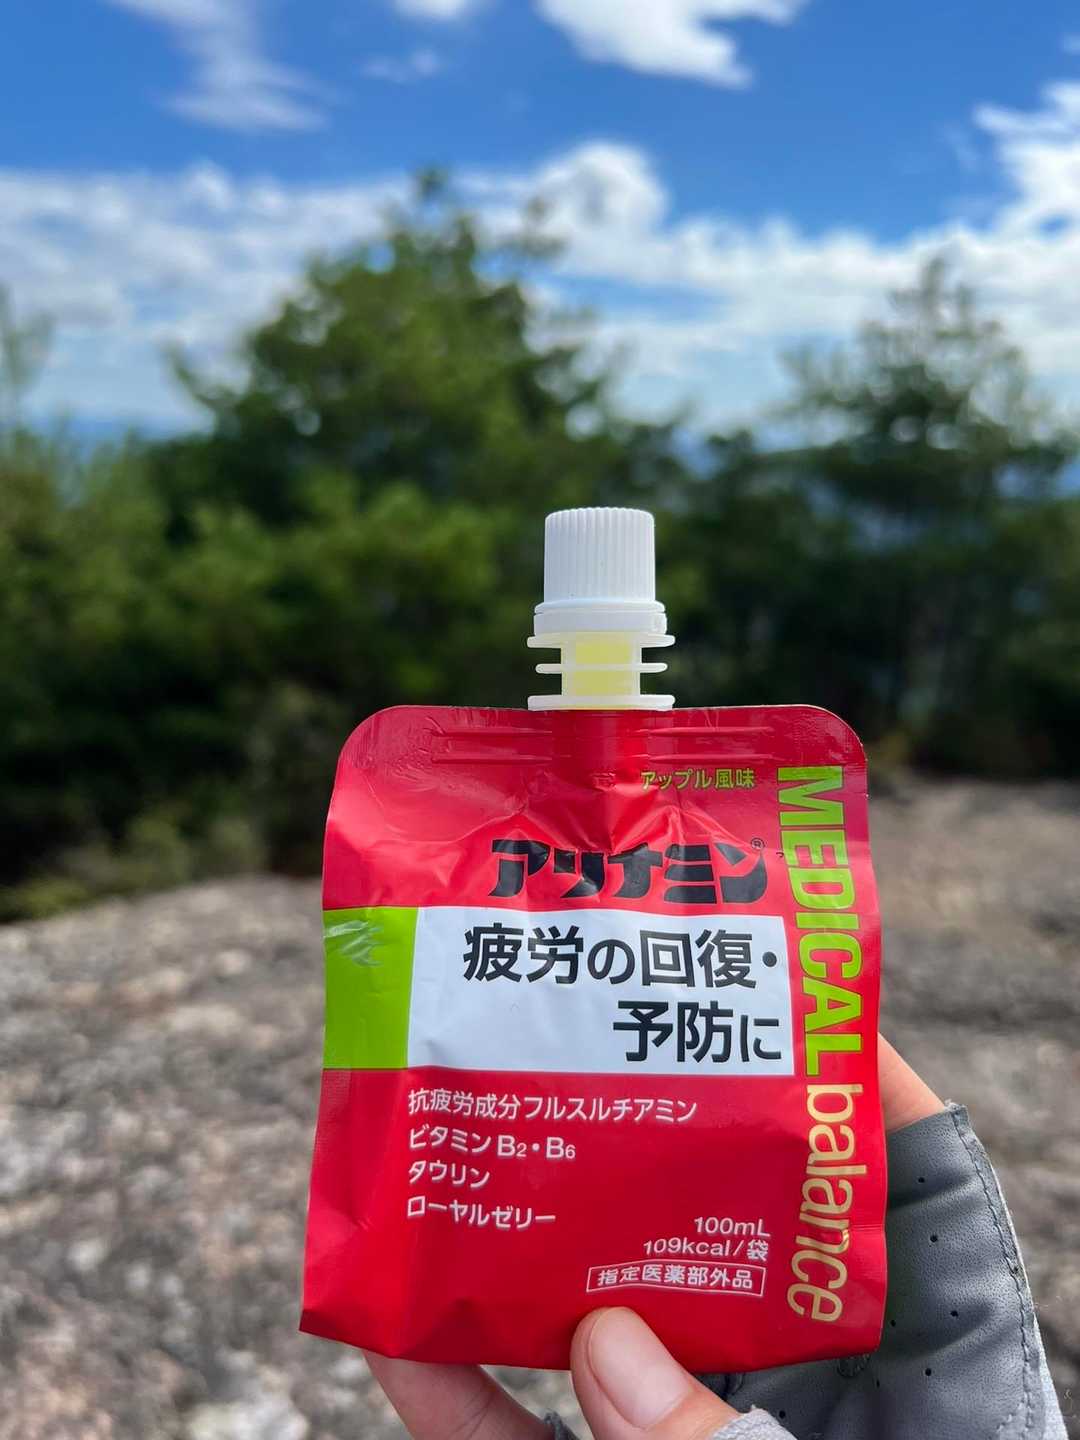 アップル風味
アリナミン®
疲労の回復・
予防に
抗疲労成分フルスルチアミン
ビタミン B2・B6
タウリン
ローヤルゼリー
100mL
109kcal/袋
指定医薬部外品
MEDICAL balance